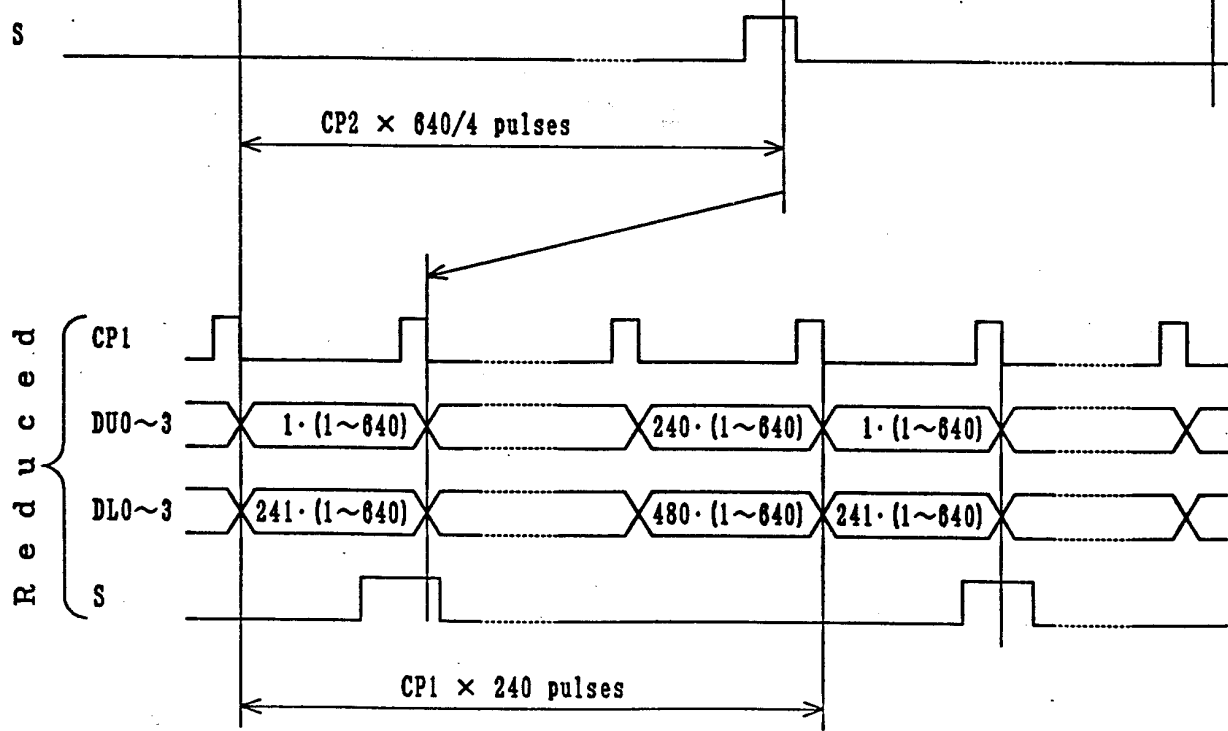 S
CP2 × 640/4 pulses
Reduced
CP1
DU0~3
1·(1~640)
240·(1~640)
1·(1~640)
DL0~3
241·(1~640)
480·(1~640)
241·(1~640)
S
CP1 × 240 pulses